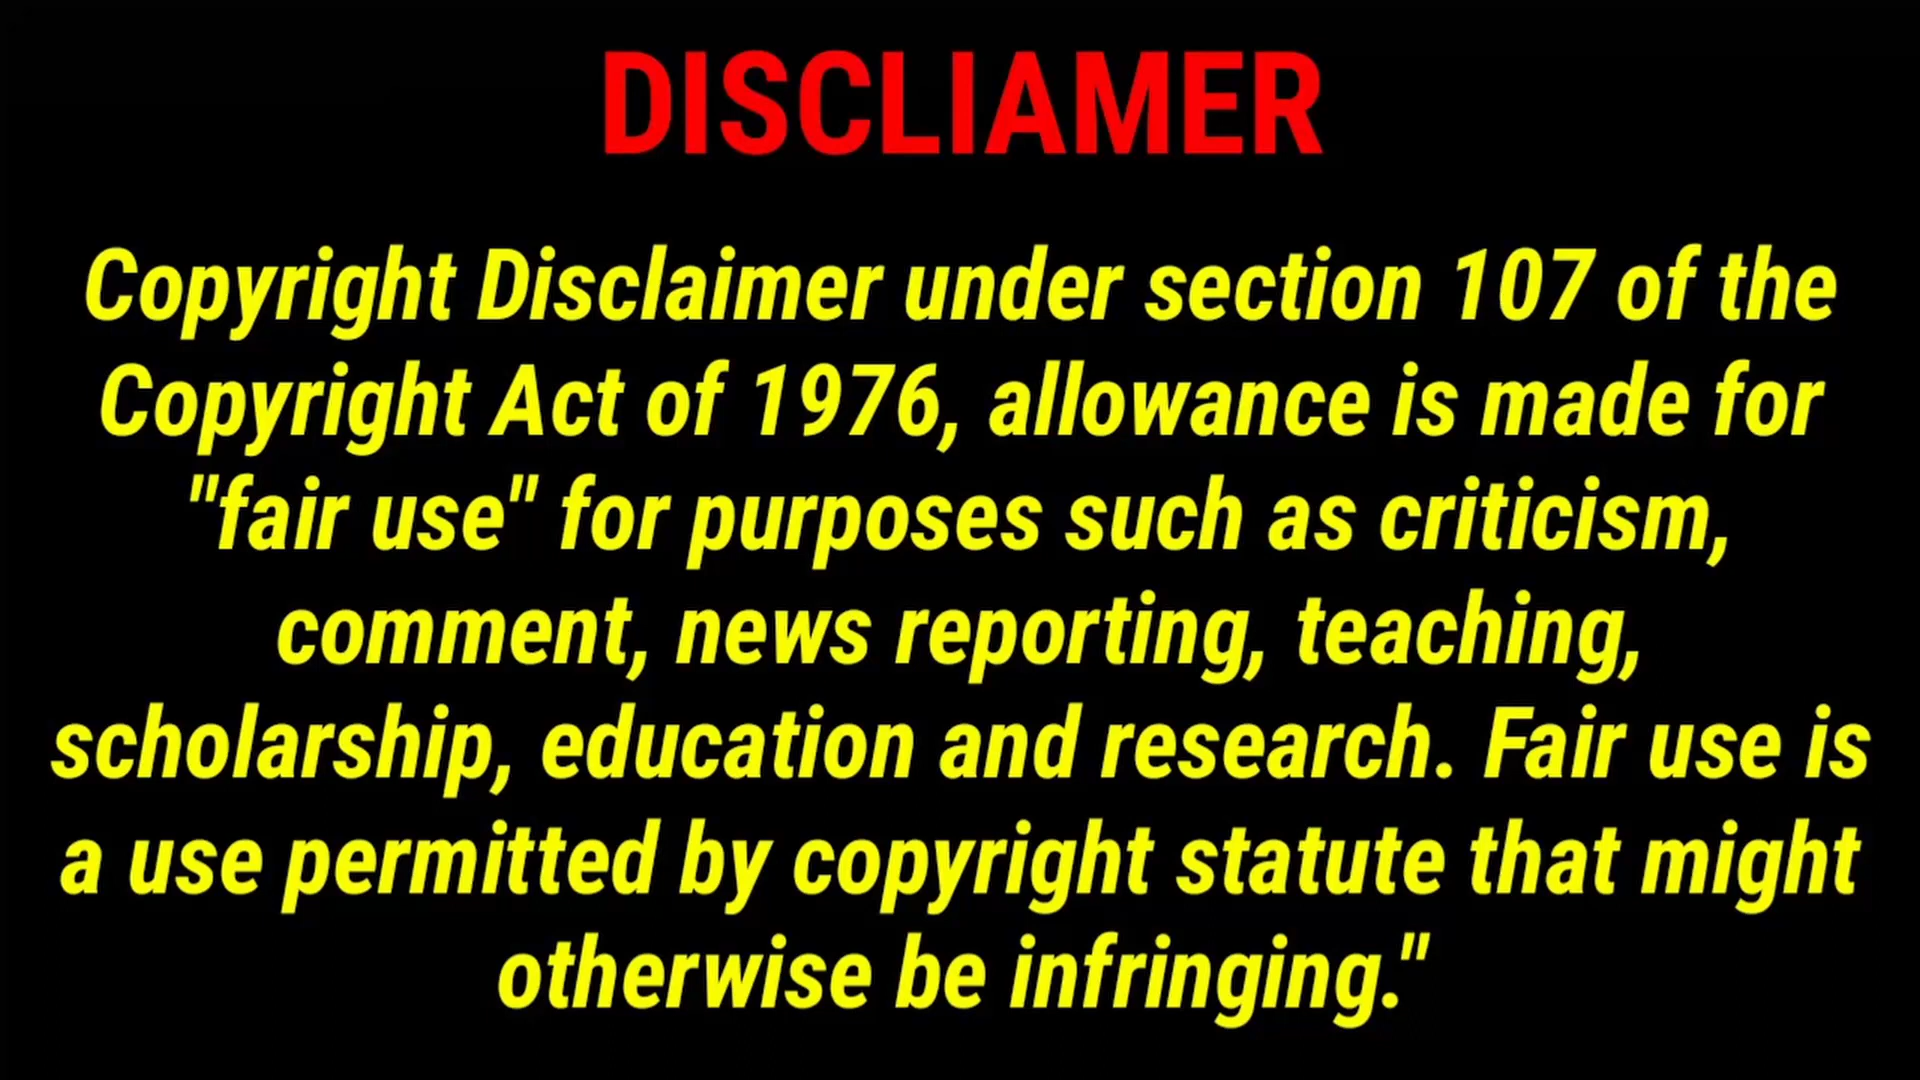 DISCLIAMER
Copyright Disclaimer under section 107 of the
Copyright Act of 1976, allowance is made for
"fair use" for purposes such as criticism,
comment, news reporting, teaching,
scholarship, education and research. Fair use is
a use permitted by copyright statute that might
otherwise be infringing."